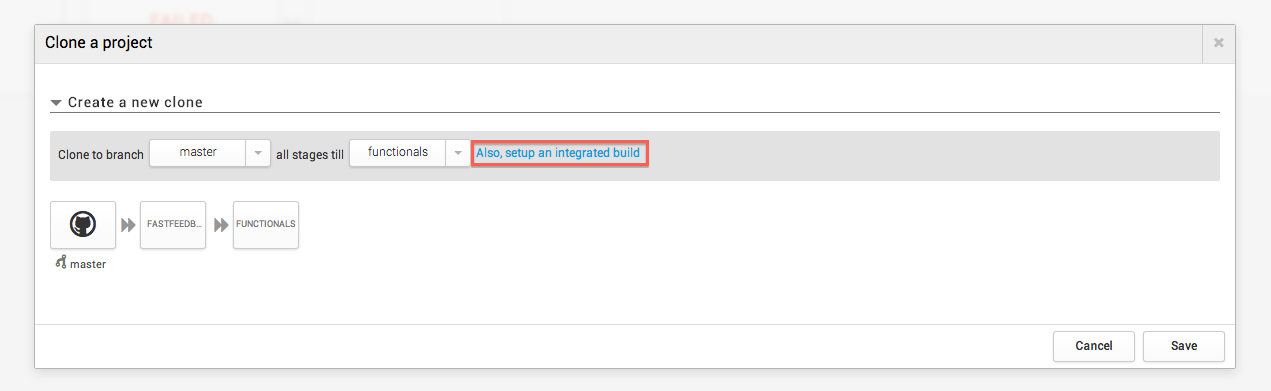 FAILED
Clone a project
Create a new clone
Clone to branch master all stages till functionals Also, setup an integrated build
FASTFEEDB... FUNCTIONALS
master
Cancel Save